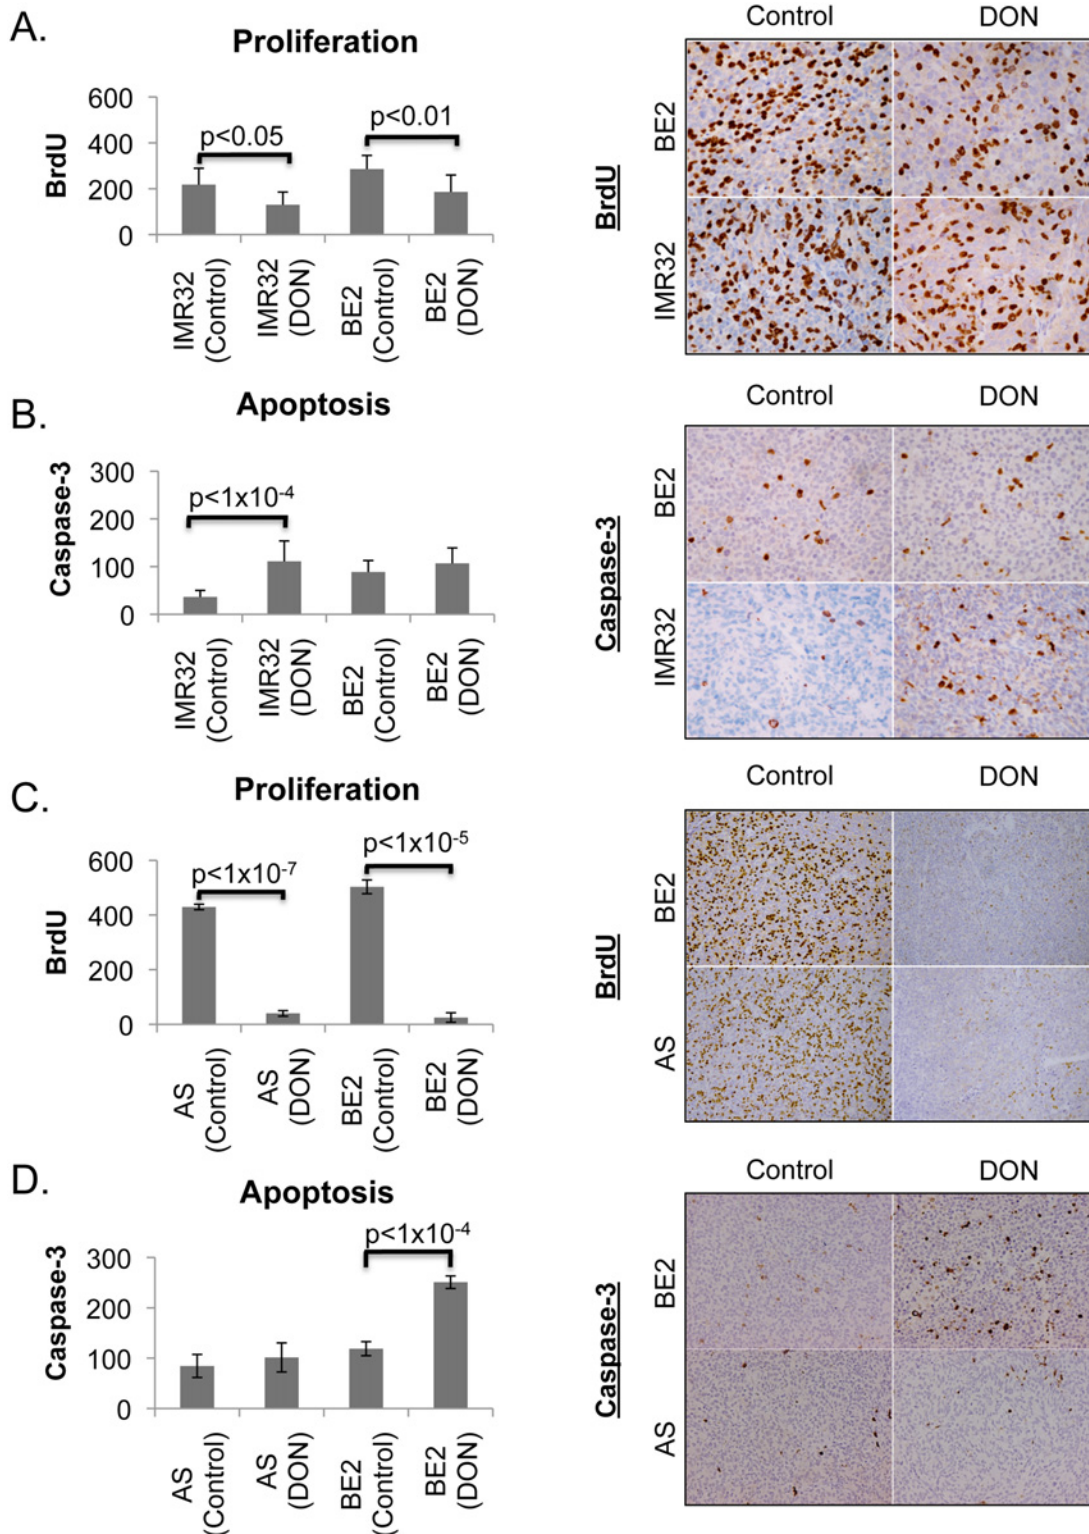 A.
Proliferation
BrdU
600
400
200
0
p<0.05
p<0.01
IMR32
(Control)
IMR32
(DON)
BE2
(Control)
BE2
(DON)
Control
DON
BrdU
BE2
IMR32
B.
Apoptosis
Caspase-3
300
200
100
0
p<1x10-4
IMR32
(Control)
IMR32
(DON)
BE2
(Control)
BE2
(DON)
Control
DON
Caspase-3
BE2
IMR32
C.
Proliferation
BrdU
600
400
200
0
p<1x10-7
p<1x10-5
AS
(Control)
AS
(DON)
BE2
(Control)
BE2
(DON)
Control
DON
BrdU
BE2
AS
D.
Apoptosis
Caspase-3
300
200
100
0
p<1x10-4
AS
(Control)
AS
(DON)
BE2
(Control)
BE2
(DON)
Control
DON
Caspase-3
BE2
AS